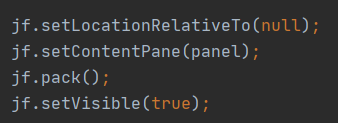 jf.setLocationRelativeTo(null);
jf.setContentPane(panel);
jf.pack();
jf.setVisible(true);